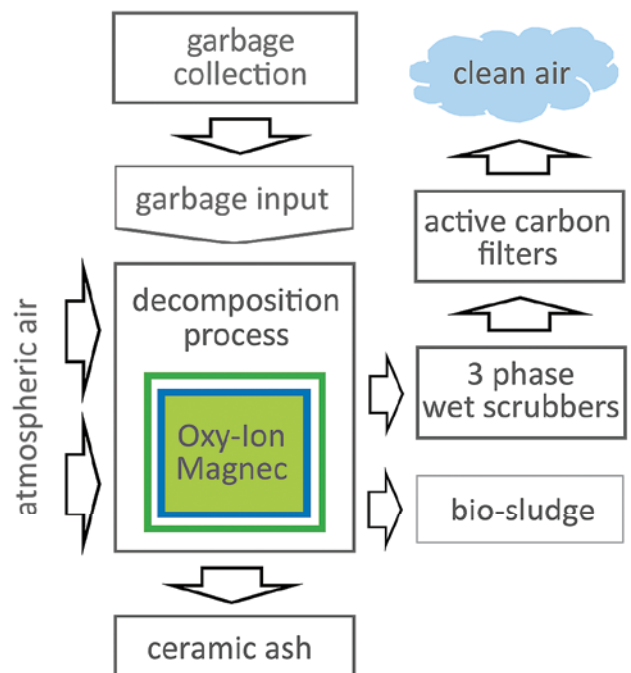 garbage
collection
clean air
garbage input
active carbon
filters
atmospheric air
decomposition
process
Oxy-Ion
Magnec
3 phase
wet scrubbers
bio-sludge
ceramic ash